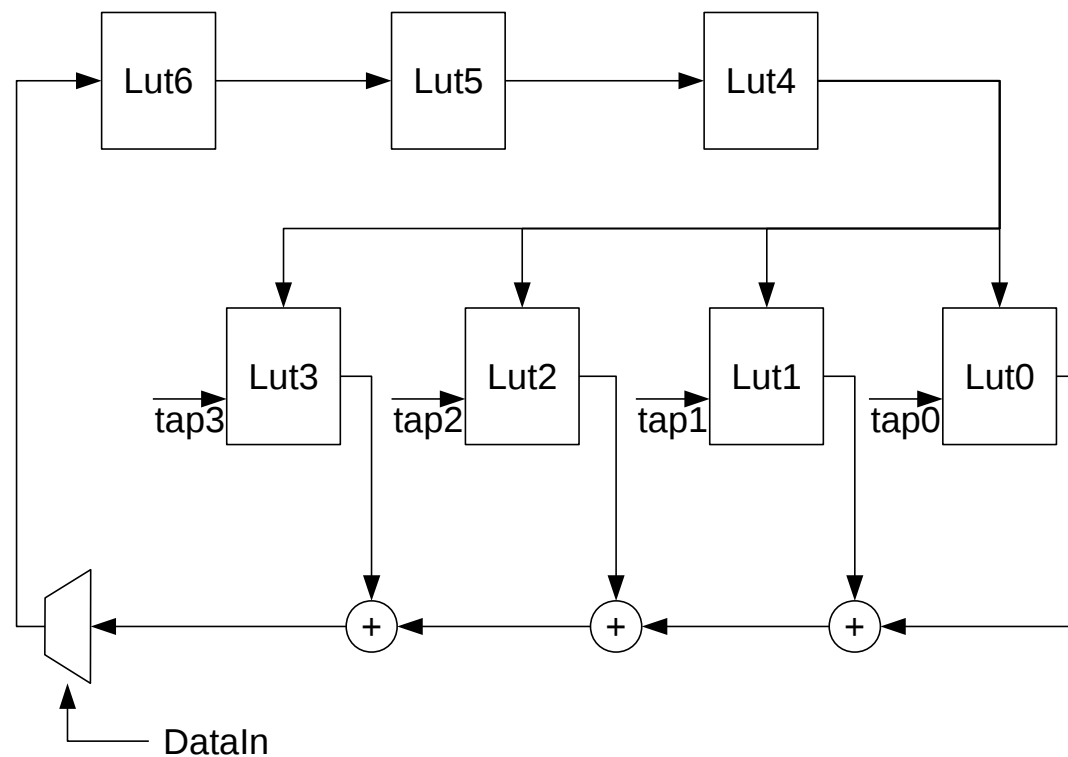 Lut6
Lut5
Lut4
Lut3
Lut2
Lut1
Lut0
tap3
tap2
tap1
tap0
+
+
+
DataIn